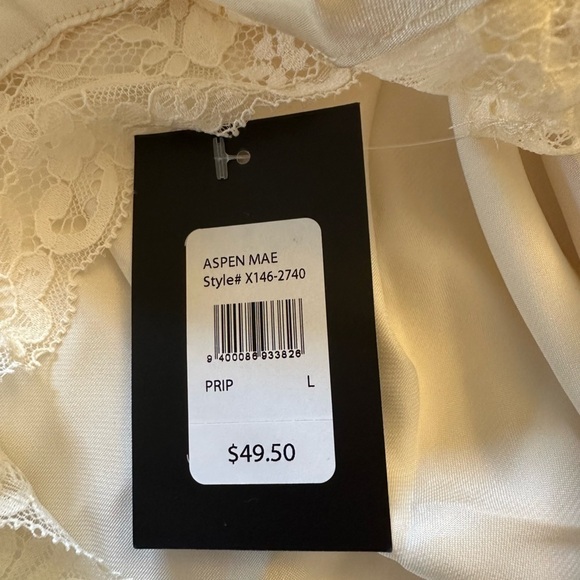 ASPEN MAE
Style# X146-2740
9 400086 933826
PRIP L
$49.50